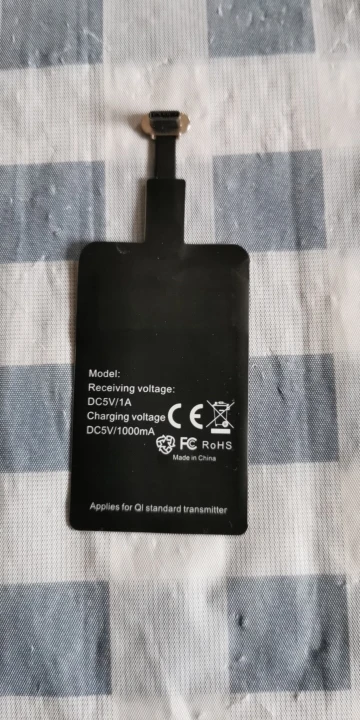 Model:
Receiving voltage:
DC5V/1A
Charging voltage
DC5V/1000mA
CE
FC RoHS
Made in China
Applies for QI standard transmitter